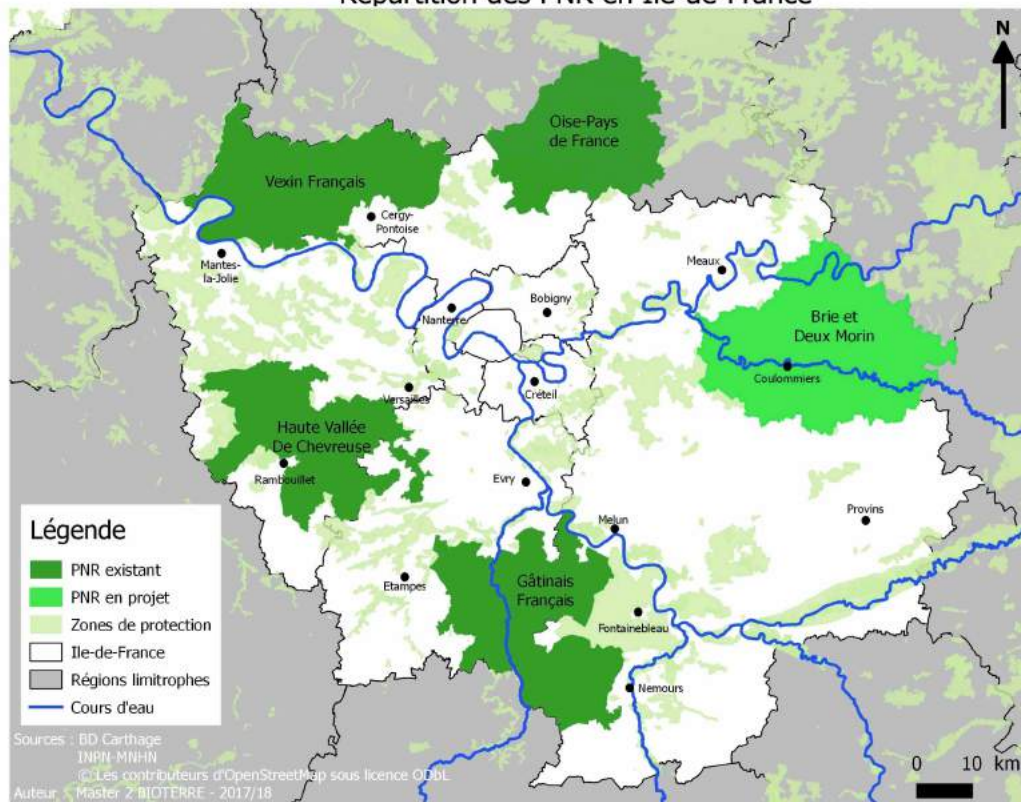 Répartition des PNR en Ile-de-France
N
Oise-Pays
de France
Vexin Français
Cergy-
Pontoise
Mantes-
la-Jolie
Meaux
Nanterre
Bobigny
Brie et
Deux Morin
Coulommiers
Versailles
Créteil
Haute Vallée
De Chevreuse
Rambouillet
Evry
Provins
Melun
Etampes
Gâtinais
Français
Fontainebleau
Nemours
Légende
PNR existant
PNR en projet
Zones de protection
Ile-de-France
Régions limitrophes
Cours d'eau
Sources : BD Carthage
INPN-MNHN
© Les contributeurs d'OpenStreetMap sous licence ODbL
Auteur : Master 2 BIOTERRE - 2017/18
0 10 km